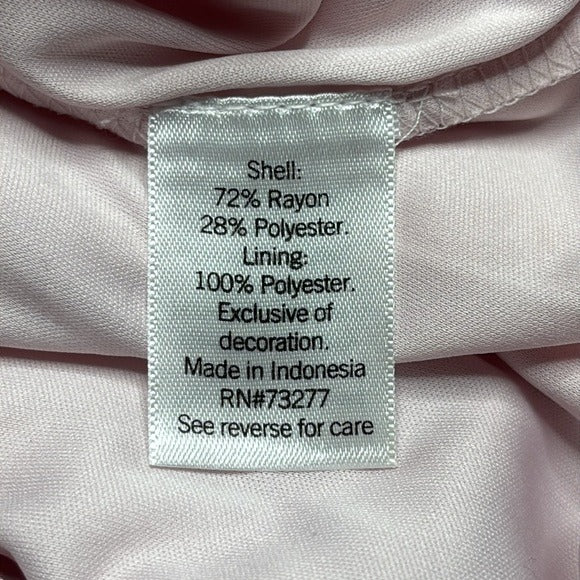 Shell:
72% Rayon
28% Polyester.
Lining:
100% Polyester.
Exclusive of
decoration.
Made in Indonesia
RN#73277
See reverse for care